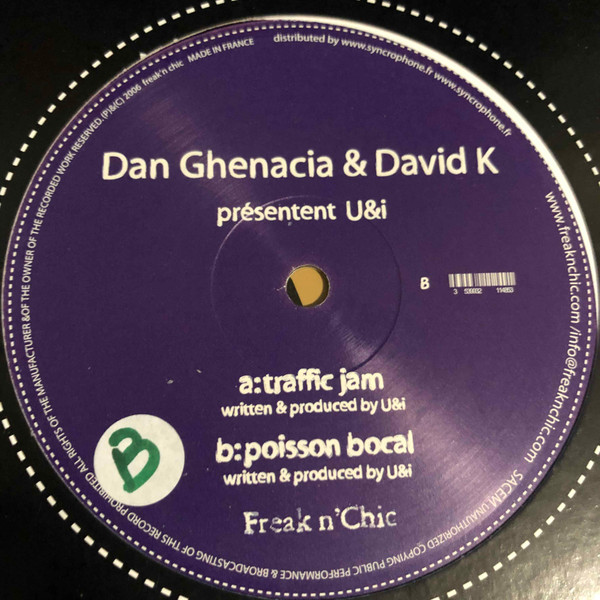 ALL RIGHTS OF THE MANUFACTURER &OF THE OWNER OF THE RECORDED WORK RESERVED. (P)&(C) 2006 freak'n chic MADE IN FRANCE
distributed by www.syncrophone.fr www.syncrophone.fr
www.freaknchic.com /info@freaknchic.com
SACEM UNAUTHORIZED COPYING PUBLIC PERFORMANCE & BROADCASTING OF THIS RECORD PROHIBITED
Dan Ghenacia & David K
présentent U&i
B
a:traffic jam
written & produced by U&i
b:poisson bocal
written & produced by U&i
B
Freak n'Chic